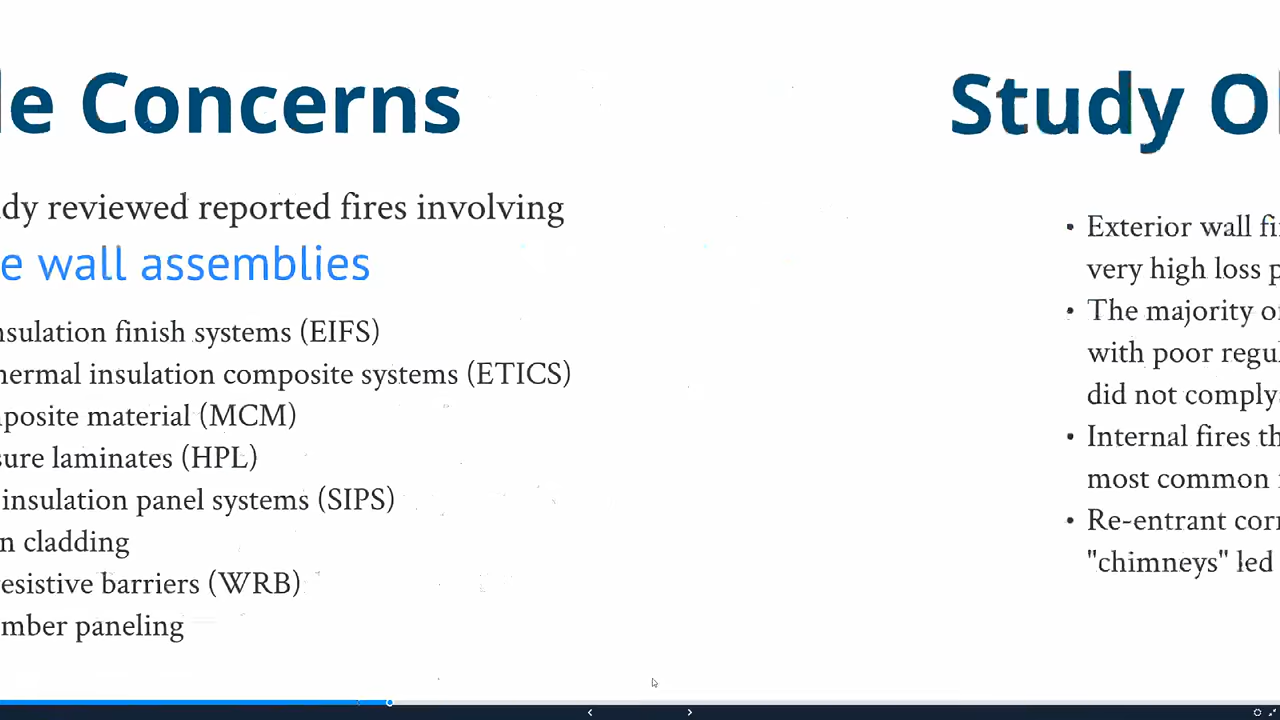 le Concerns
dy reviewed reported fires involving
e wall assemblies
nsulation finish systems (EIFS)
hermal insulation composite systems (ETICS)
posite material (MCM)
sure laminates (HPL)
insulation panel systems (SIPS)
n cladding
esistive barriers (WRB)
mber paneling
Study O
• Exterior wall fi
very high loss p
• The majority o
with poor regul
did not comply
• Internal fires th
most common
• Re-entrant cor
"chimneys" led